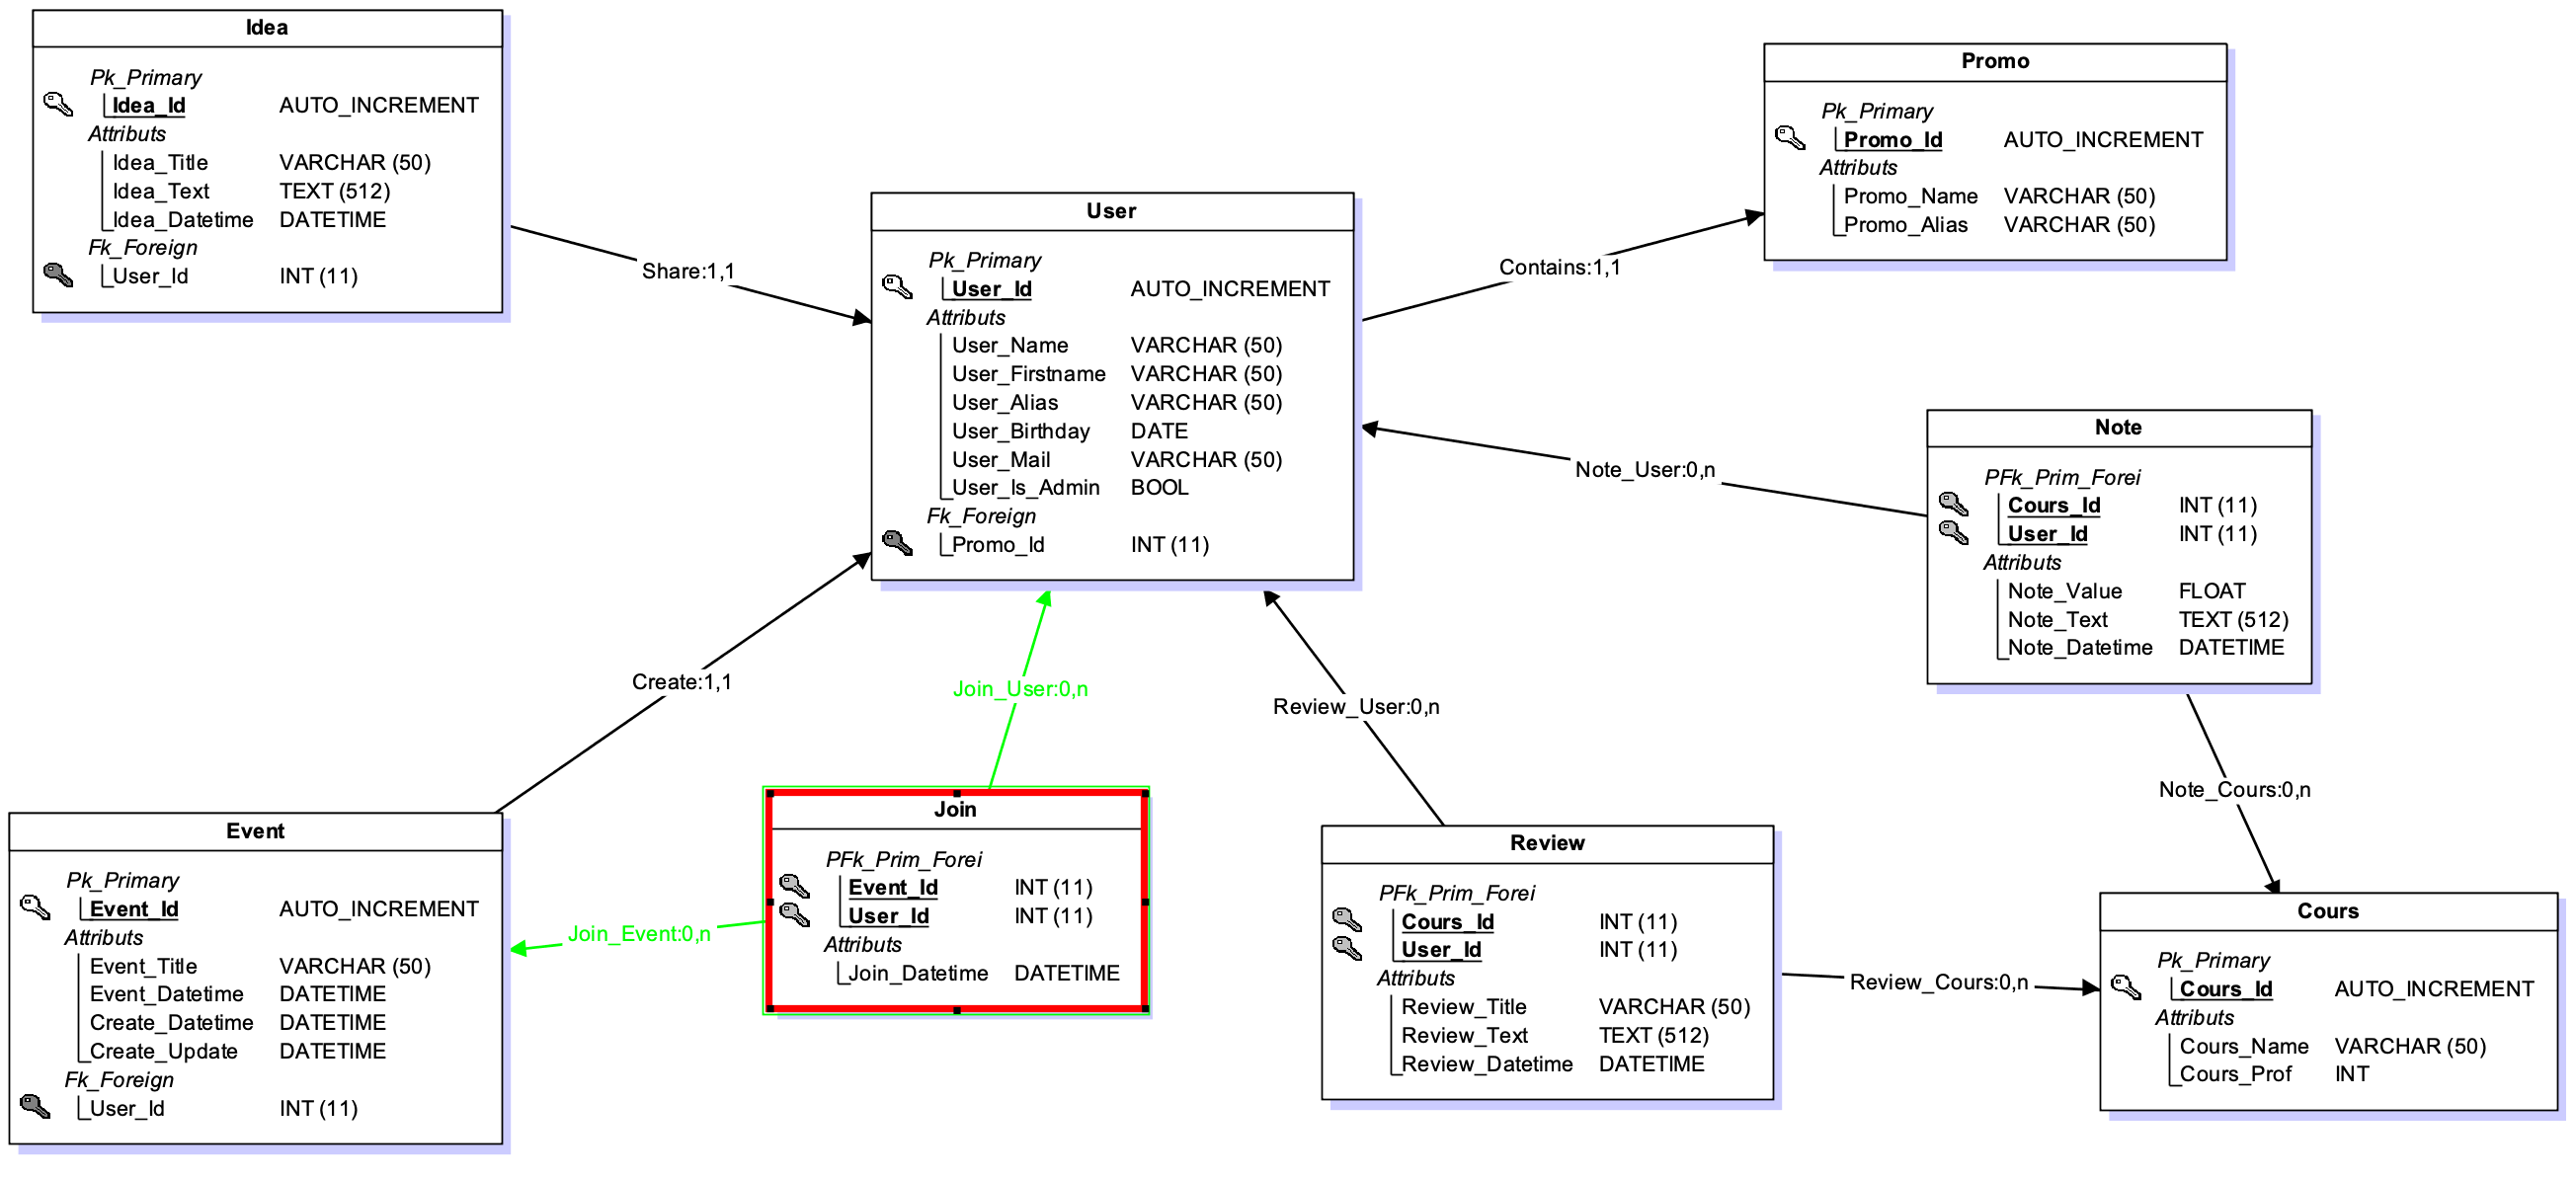 Idea
Pk_Primary
Idea_Id AUTO_INCREMENT
Attributs
Idea_Title VARCHAR (50)
Idea_Text TEXT (512)
Idea_Datetime DATETIME
Fk_Foreign
User_Id INT (11)
Share:1,1
User
Pk_Primary
User_Id AUTO_INCREMENT
Attributs
User_Name VARCHAR (50)
User_Firstname VARCHAR (50)
User_Alias VARCHAR (50)
User_Birthday DATE
User_Mail VARCHAR (50)
User_Is_Admin BOOL
Fk_Foreign
Promo_Id INT (11)
Contains:1,1
Promo
Pk_Primary
Promo_Id AUTO_INCREMENT
Attributs
Promo_Name VARCHAR (50)
Promo_Alias VARCHAR (50)
Note_User:0,n
Note
PFk_Prim_Forei
Cours_Id INT (11)
User_Id INT (11)
Attributs
Note_Value FLOAT
Note_Text TEXT (512)
Note_Datetime DATETIME
Create:1,1
Join_User:0,n
Review_User:0,n
Note_Cours:0,n
Event
Pk_Primary
Event_Id AUTO_INCREMENT
Attributs
Event_Title VARCHAR (50)
Event_Datetime DATETIME
Create_Datetime DATETIME
Create_Update DATETIME
Fk_Foreign
User_Id INT (11)
Join_Event:0,n
Join
PFk_Prim_Forei
Event_Id INT (11)
User_Id INT (11)
Attributs
Join_Datetime DATETIME
Review
PFk_Prim_Forei
Cours_Id INT (11)
User_Id INT (11)
Attributs
Review_Title VARCHAR (50)
Review_Text TEXT (512)
Review_Datetime DATETIME
Review_Cours:0,n
Cours
Pk_Primary
Cours_Id AUTO_INCREMENT
Attributs
Cours_Name VARCHAR (50)
Cours_Prof INT